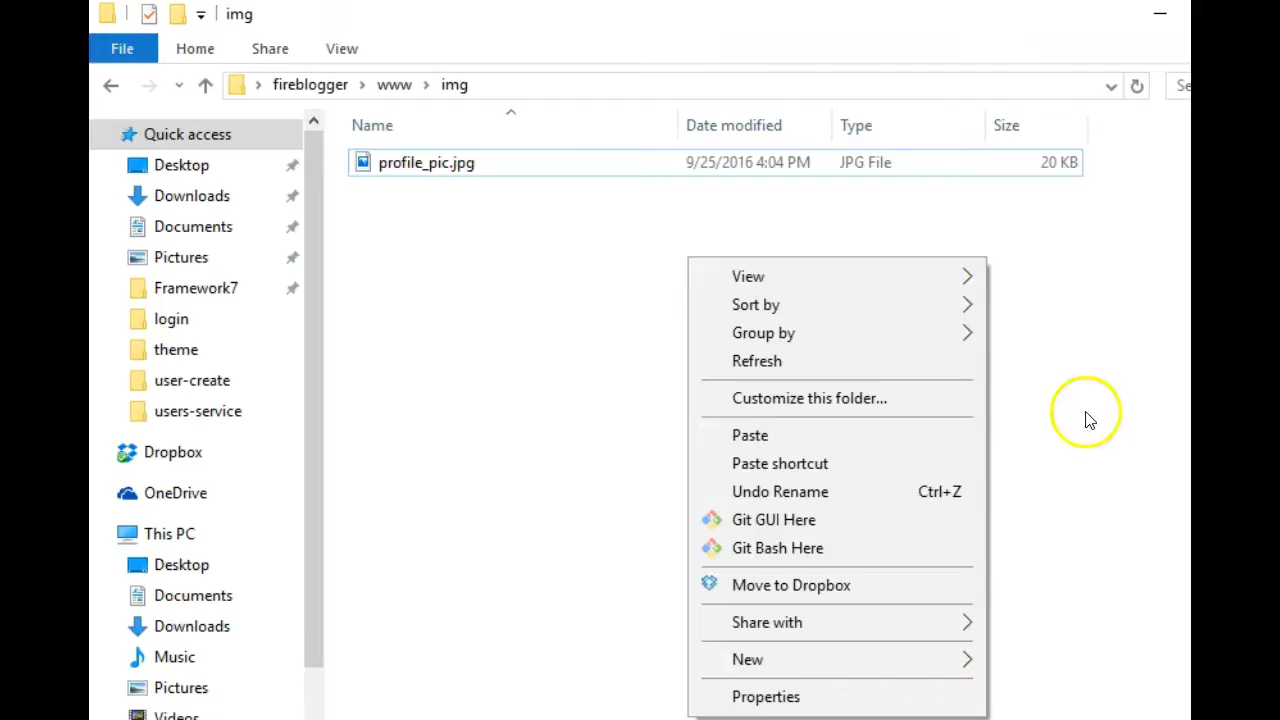 img
File Home Share View
fireblogger www img Se
Name Date modified Type Size
profile_pic.jpg 9/25/2016 4:04 PM JPG File 20 KB
Quick access
Desktop
Downloads
Documents
Pictures
Framework7
login
theme
user-create
users-service
Dropbox
OneDrive
This PC
Desktop
Documents
Downloads
Music
Pictures
Videos
View
Sort by
Group by
Refresh
Customize this folder...
Paste
Paste shortcut
Undo Rename Ctrl+Z
Git GUI Here
Git Bash Here
Move to Dropbox
Share with
New
Properties